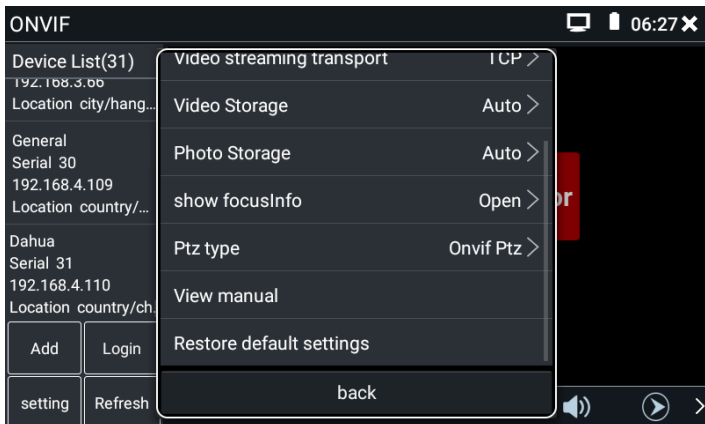 ONVIF
06:27
Device List(31)
192.168.3.66
Location city/hang...
General
Serial 30
192.168.4.109
Location country/...
Dahua
Serial 31
192.168.4.110
Location country/ch
Add
Login
setting
Refresh
Video streaming transport TCP
Video Storage Auto
Photo Storage Auto
show focusInfo Open
Ptz type Onvif Ptz
View manual
Restore default settings
back
or